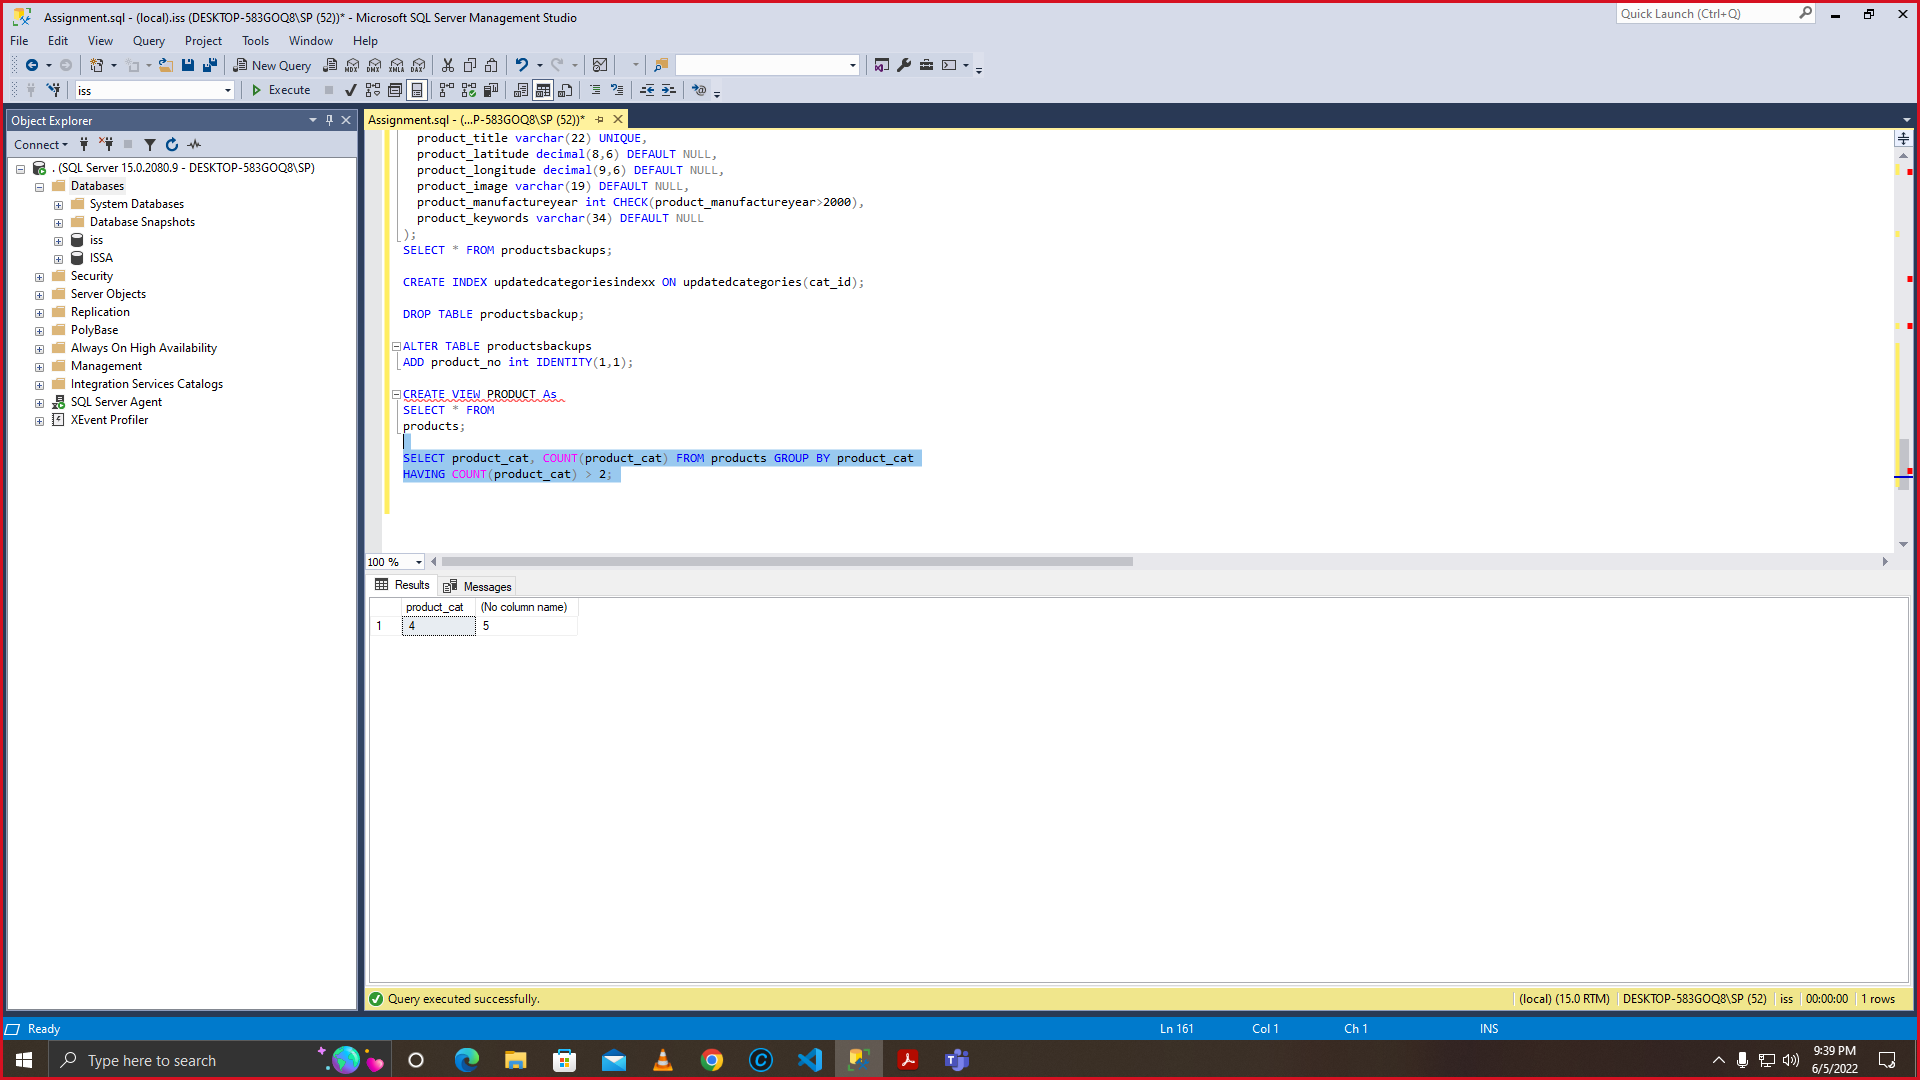 Assignment.sql - (local).iss (DESKTOP-583GOQ8\SP (52))* - Microsoft SQL Server Management Studio
Quick Launch (Ctrl+Q)
File Edit View Query Project Tools Window Help
New Query
MDX DMX XMLA DAX
iss
Execute
Object Explorer
Assignment.sql - (...P-583GOQ8\SP (52))*
Connect
. (SQL Server 15.0.2080.9 - DESKTOP-583GOQ8\SP)
Databases
System Databases
Database Snapshots
iss
ISSA
Security
Server Objects
Replication
PolyBase
Always On High Availability
Management
Integration Services Catalogs
SQL Server Agent
XEvent Profiler
product_title varchar(22) UNIQUE,
product_latitude decimal(8,6) DEFAULT NULL,
product_longitude decimal(9,6) DEFAULT NULL,
product_image varchar(19) DEFAULT NULL,
product_manufactureyear int CHECK(product_manufactureyear>2000),
product_keywords varchar(34) DEFAULT NULL
);
SELECT * FROM productsbackups;
CREATE INDEX updatedcategoriesindexx ON updatedcategories(cat_id);
DROP TABLE productsbackup;
ALTER TABLE productsbackups
ADD product_no int IDENTITY(1,1);
CREATE VIEW PRODUCT As
SELECT * FROM
products;
SELECT product_cat, COUNT(product_cat) FROM products GROUP BY product_cat
HAVING COUNT(product_cat) > 2;
100 %
Results Messages
product_cat (No column name)
1 4 5
Query executed successfully.
(local) (15.0 RTM) DESKTOP-583GOQ8\SP (52) iss 00:00:00 1 rows
Ready
Ln 161 Col 1 Ch 1 INS
Type here to search
9:39 PM
6/5/2022